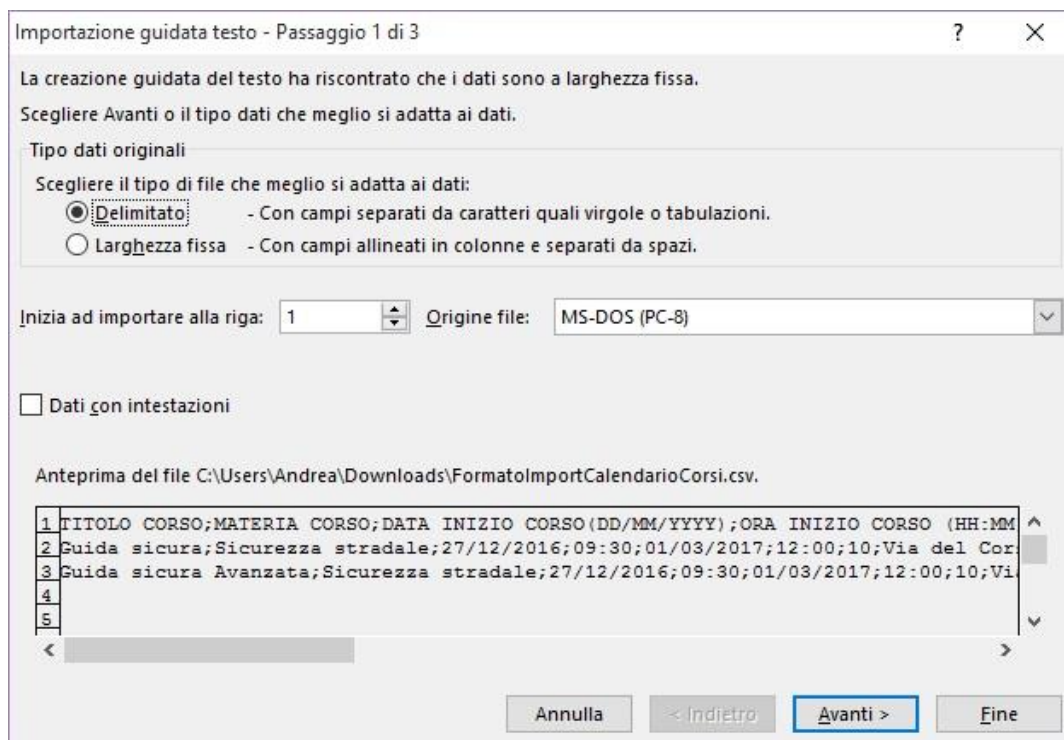 Importazione guidata testo - Passaggio 1 di 3
?
La creazione guidata del testo ha riscontrato che i dati sono a larghezza fissa.
Scegliere Avanti o il tipo dati che meglio si adatta ai dati.
Tipo dati originali
Scegliere il tipo di file che meglio si adatta ai dati:
Delimitato - Con campi separati da caratteri quali virgole o tabulazioni.
Larghezza fissa - Con campi allineati in colonne e separati da spazi.
Inizia ad importare alla riga: 1 Origine file: MS-DOS (PC-8)
Dati con intestazioni
Anteprima del file C:\Users\Andrea\Downloads\FormatoImportCalendarioCorsi.csv.
1 TITOLO CORSO;MATERIA CORSO;DATA INIZIO CORSO(DD/MM/YYYY);ORA INIZIO CORSO (HH:MM
2 Guida sicura;Sicurezza stradale;27/12/2016;09:30;01/03/2017;12:00;10;Via del Cor
3 Guida sicura Avanzata;Sicurezza stradale;27/12/2016;09:30;01/03/2017;12:00;10;Vi
4
5
Annulla < Indietro Avanti > Fine